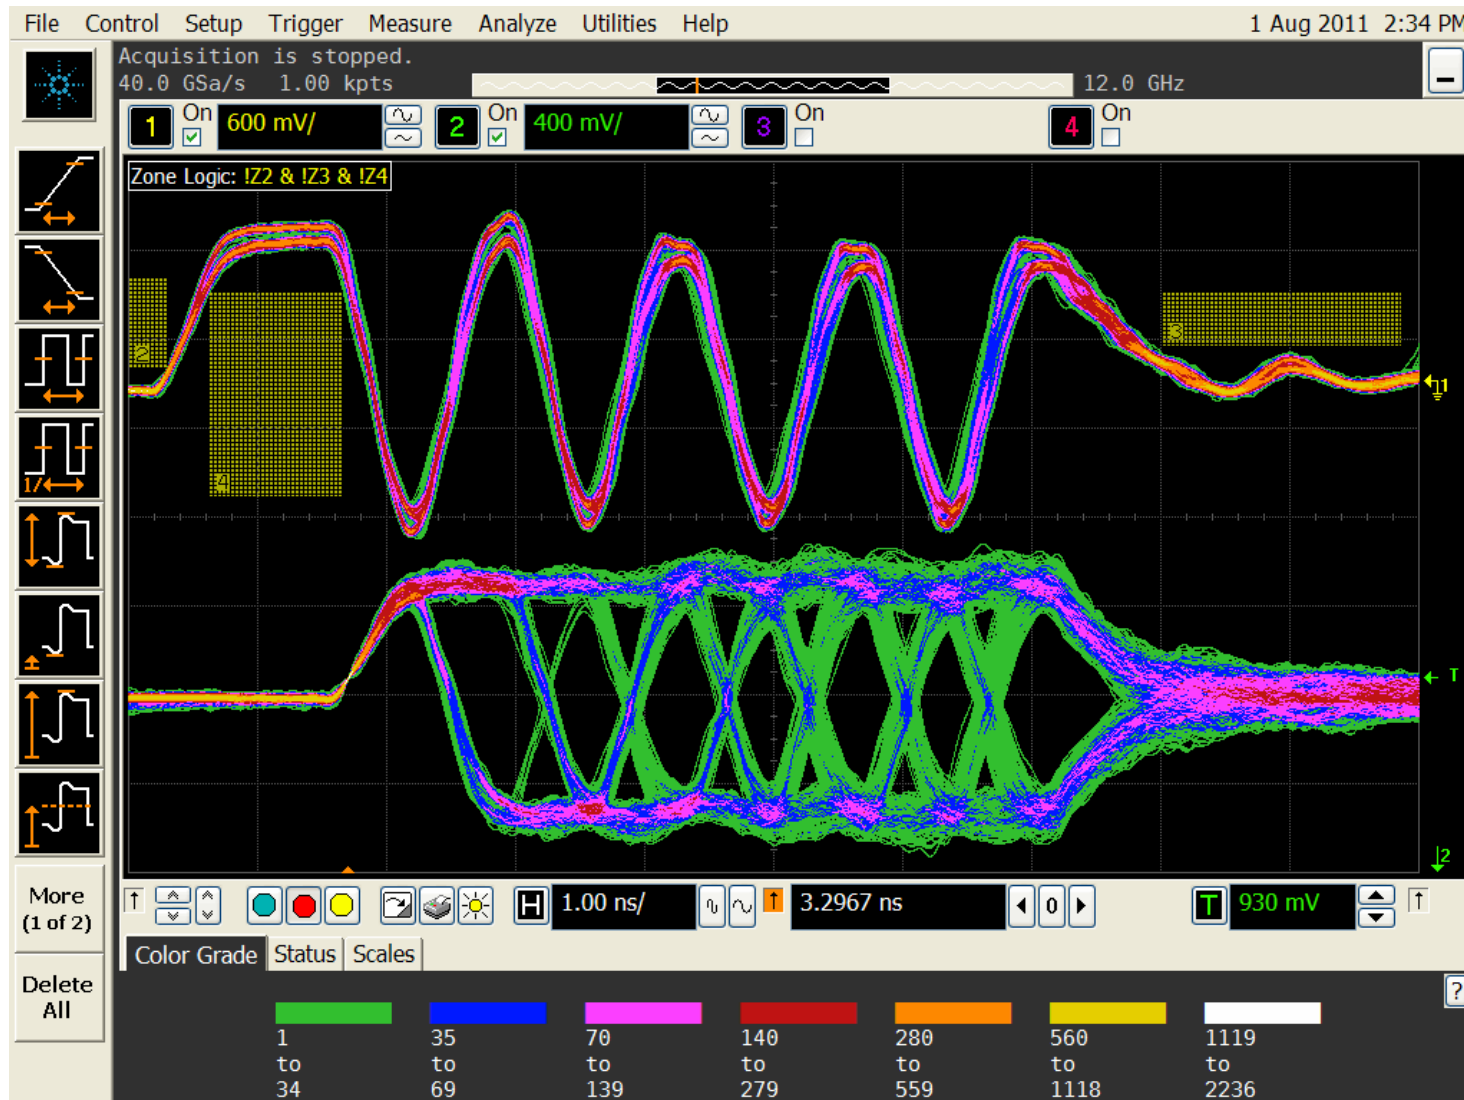 File Control Setup Trigger Measure Analyze Utilities Help 1 Aug 2011 2:34 PM
Acquisition is stopped.
40.0 GSa/s 1.00 kpts 12.0 GHz
1 On 600 mV/ 2 On 400 mV/ 3 On 4 On
Zone Logic: !Z2 & !Z3 & !Z4
2
3
1
4
1/
T
2
More
(1 of 2)
H 1.00 ns/ 3.2967 ns 0 T 930 mV
Color Grade Status Scales
Delete
All
?
1 35 70 140 280 560 1119
to to to to to to to
34 69 139 279 559 1118 2236